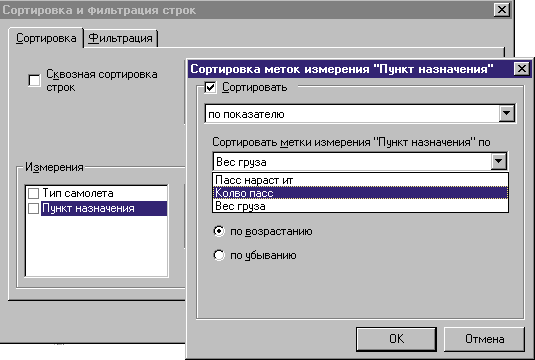 Сортировка и фильтрация строк
Сортировка
Фильтрация
Сквозная сортировка
строк
Измерения
Тип самолета
Пункт назначения
Сортировка меток измерения "Пункт назначения"
Сортировать
по показателю
Сортировать метки измерения "Пункт назначения" по
Вес груза
Пасс нараст ит
Колво пасс
Вес груза
по возрастанию
по убыванию
OK
Отмена